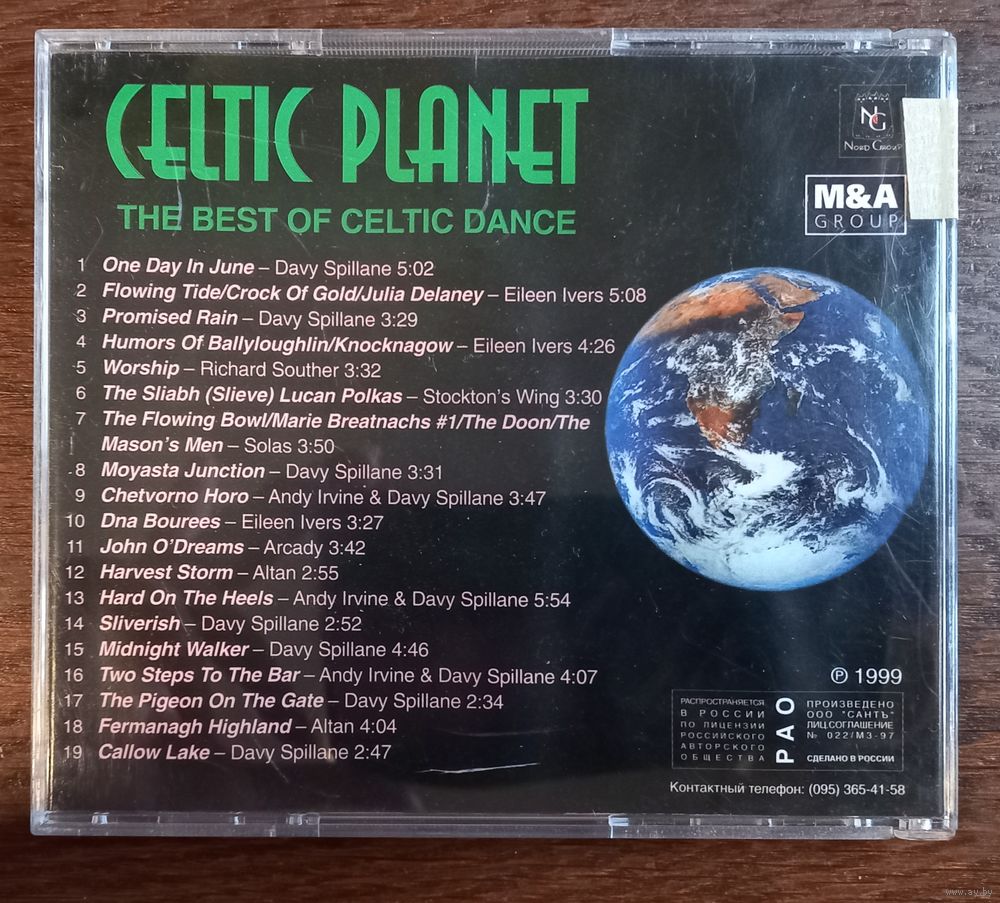 CELTIC PLANET
THE BEST OF CELTIC DANCE
NG
NORD GROUP
M&A
GROUP
1 One Day In June – Davy Spillane 5:02
2 Flowing Tide/Crock Of Gold/Julia Delaney – Eileen Ivers 5:08
3 Promised Rain – Davy Spillane 3:29
4 Humors Of Ballyloughlin/Knocknagow – Eileen Ivers 4:26
5 Worship – Richard Souther 3:32
6 The Sliabh (Slieve) Lucan Polkas – Stockton's Wing 3:30
7 The Flowing Bowl/Marie Breatnachs #1/The Doon/The
Mason's Men – Solas 3:50
8 Moyasta Junction – Davy Spillane 3:31
9 Chetvorno Horo – Andy Irvine & Davy Spillane 3:47
10 Dna Bourees – Eileen Ivers 3:27
11 John O'Dreams – Arcady 3:42
12 Harvest Storm – Altan 2:55
13 Hard On The Heels – Andy Irvine & Davy Spillane 5:54
14 Sliverish – Davy Spillane 2:52
15 Midnight Walker – Davy Spillane 4:46
16 Two Steps To The Bar – Andy Irvine & Davy Spillane 4:07
17 The Pigeon On The Gate – Davy Spillane 2:34
18 Fermanagh Highland – Altan 4:04
19 Callow Lake – Davy Spillane 2:47
℗ 1999
РАСПРОСТРАНЯЕТСЯ
В РОССИИ
ПО ЛИЦЕНЗИИ
РОССИЙСКОГО
АВТОРСКОГО
ОБЩЕСТВА
РАО
ПРОИЗВЕДЕНО
ООО "САНТЪ"
ЛИЦ.СОГЛАШЕНИЕ
№ 022/МЗ-97
СДЕЛАНО В РОССИИ
Контактный телефон: (095) 365-41-58
www.ay.by